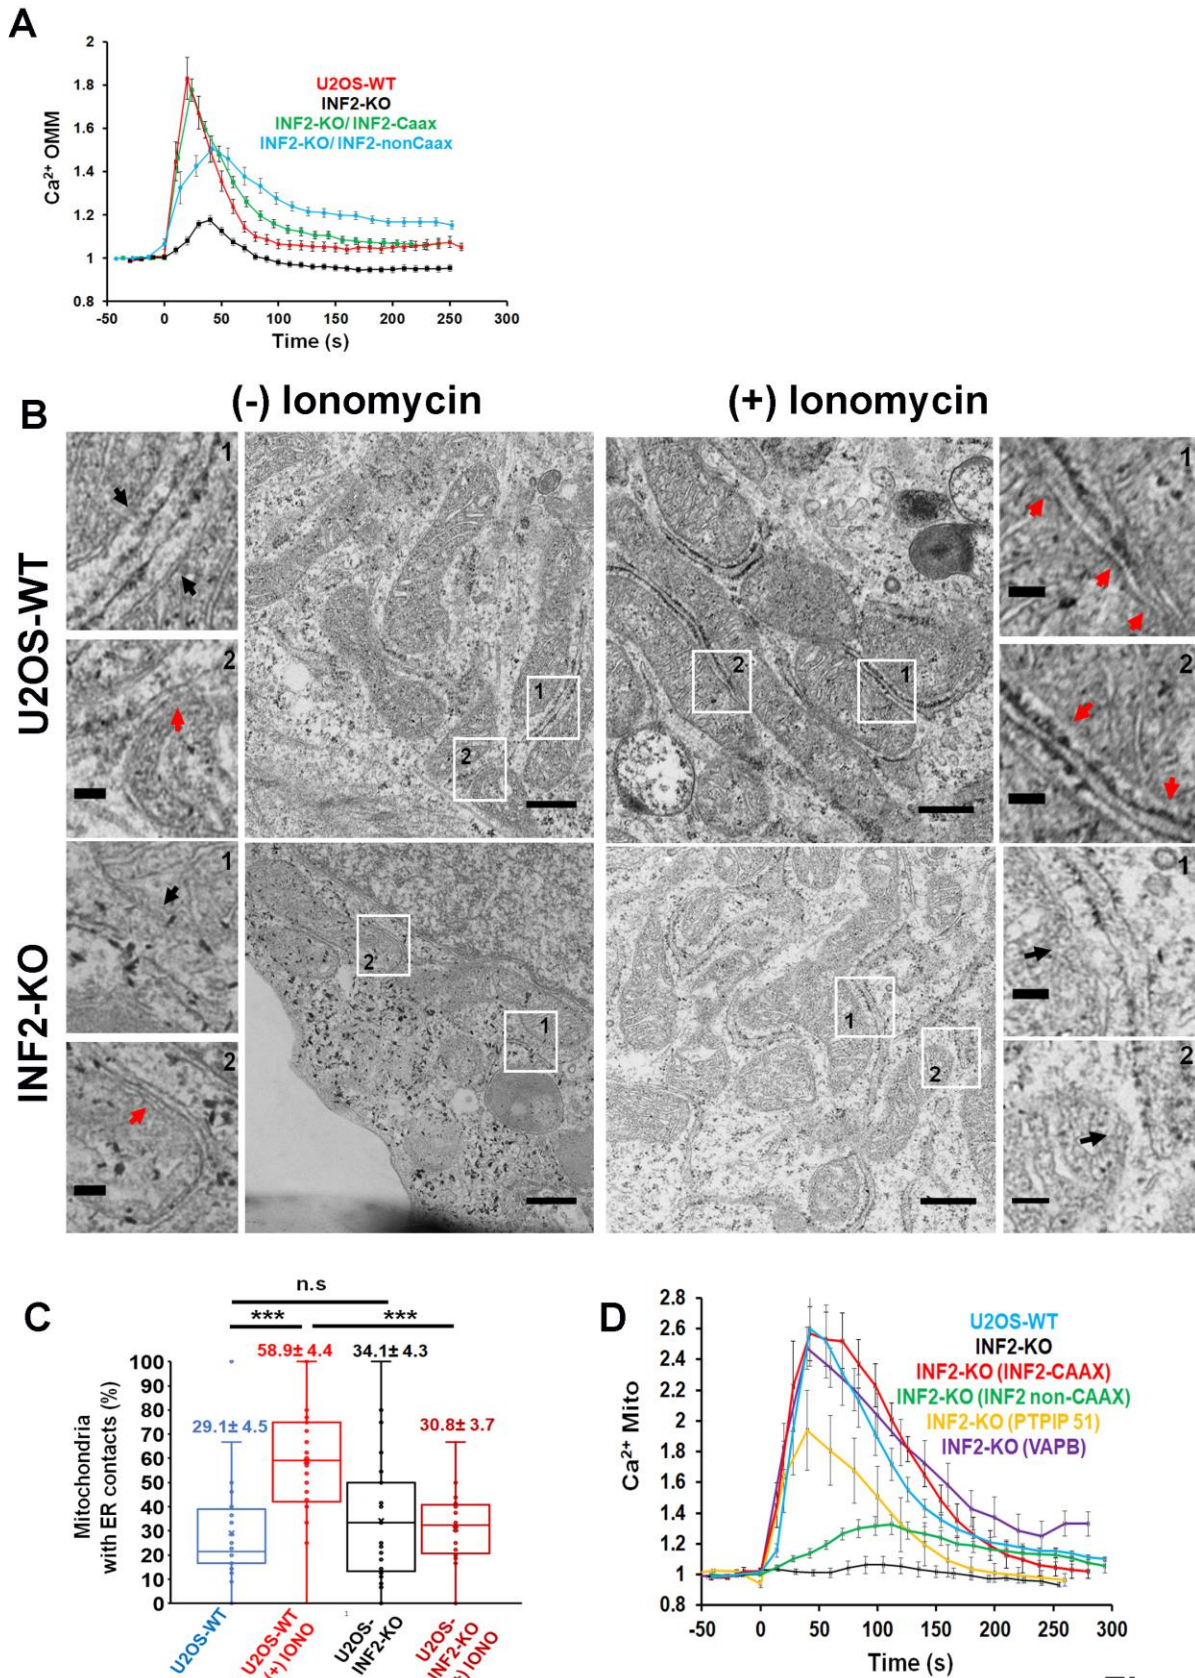 A
2
1.8
1.6
1.4
1.2
1
0.8
Ca²⁺ OMM
U2OS-WT
INF2-KO
INF2-KO/ INF2-Caax
INF2-KO/ INF2-nonCaax
-50 0 50 100 150 200 250 300
Time (s)
B
(-) Ionomycin
(+) Ionomycin
U2OS-WT
1
2
1
2
2
1
1
2
INF2-KO
1
2
2
1
1
2
1
2
C
n.s
***
***
58.9± 4.4
34.1± 4.3
29.1± 4.5
30.8± 3.7
100
90
80
70
60
50
40
30
20
10
0
Mitochondria
with ER contacts (%)
U2OS-WT
U2OS-WT
(+) IONO
U2OS-
INF2-KO
U2OS-
INF2-KO
IONO
D
2.8
2.6
2.4
2.2
2
1.8
1.6
1.4
1.2
1
0.8
Ca²⁺ Mito
U2OS-WT
INF2-KO
INF2-KO (INF2-CAAX)
INF2-KO (INF2 non-CAAX)
INF2-KO (PTPIP 51)
INF2-KO (VAPB)
-50 0 50 100 150 200 250 300
Time (s)